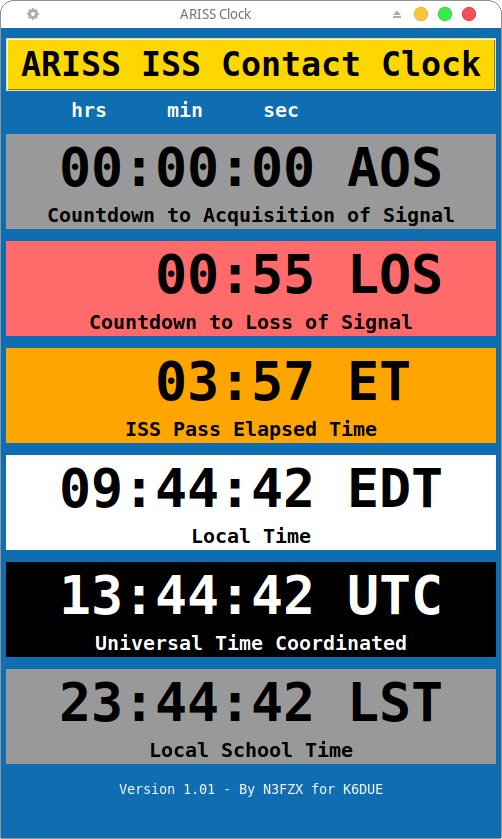 ARISS Clock
ARISS ISS Contact Clock
hrs min sec
00:00:00 AOS
Countdown to Acquisition of Signal
00:55 LOS
Countdown to Loss of Signal
03:57 ET
ISS Pass Elapsed Time
09:44:42 EDT
Local Time
13:44:42 UTC
Universal Time Coordinated
23:44:42 LST
Local School Time
Version 1.01 - By N3FZX for K6DUE